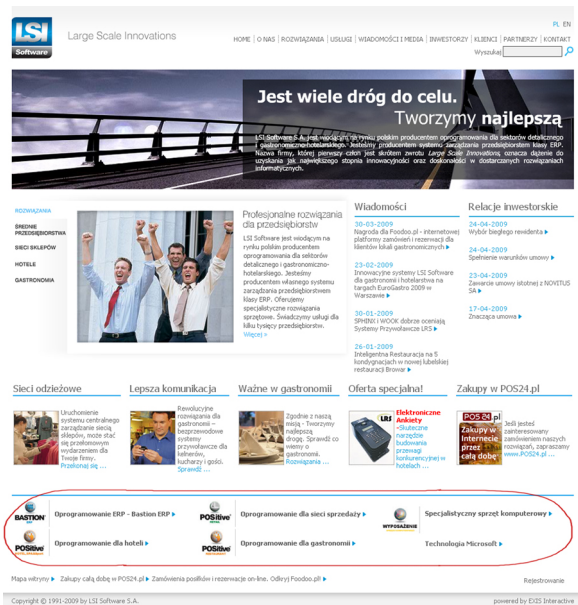 PL EN
LSI
Software
Large Scale Innovations
HOME | O NAS | ROZWIĄZANIA | USŁUGI | WIADOMOŚCI I MEDIA | INWESTORZY | KLIENCI | PARTNERZY | KONTAKT
Wyszukaj
Jest wiele dróg do celu.
Tworzymy najlepszą
LSI Software S.A. jest wiodącym na rynku polskim producentem oprogramowania dla sektorów detalicznego
i gastronomiczno-hotelarskiego. Jesteśmy producentem systemu zarządzania przedsiębiorstwem klasy ERP.
Nazwa firmy, której pierwszy człon jest skrótem zwrotu Large Scale Innovations, oznacza dążenie do
uzyskania jak największego stopnia innowacyjności oraz doskonałości w dostarczanych rozwiązaniach
informatycznych.
ROZWIĄZANIA
ŚREDNIE
PRZEDSIĘBIORSTWA
SIECI SKLEPÓW
HOTELE
GASTRONOMIA
Profesjonalne rozwiązania
dla przedsiębiorstw
LSI Software jest wiodącym na
rynku polskim producentem
oprogramowania dla sektorów
detalicznego i gastronomiczno-
hotelarskiego. Jesteśmy
producentem własnego systemu
zarządzania przedsiębiorstwem
klasy ERP. Oferujemy
specjalistyczne rozwiązania
sprzętowe. Świadczymy usługi dla
kilku tysięcy przedsiębiorstw.
Więcej »
Wiadomości
30-03-2009
Nagroda dla Foodoo.pl - internetowej
platformy zamówień i rezerwacji dla
klientów lokali gastronomicznych
23-02-2009
Innowacyjne systemy LSI Software
dla gastronomii i hotelarstwa na
targach EuroGastro 2009 w
Warszawie
30-01-2009
SPHINX i WOOK dobrze oceniają
Systemy Przywoławcze LRS
26-01-2009
Inteligentna Restauracja na 5
kondygnacjach w nowej lubelskiej
restauracji Browar
Relacje inwestorskie
24-04-2009
Wybór biegłego rewidenta
24-04-2009
Spełnienie warunków umowy
23-04-2009
Zawarcie umowy istotnej z NOVITUS
SA
17-04-2009
Znacząca umowa
Sieci odzieżowe
Uruchonienie
systemu centralnego
zarządzanie siecią
sklepów, może stać
się przełomowym
wydarzeniem dla
Twoje firmy.
Przekonaj się ...
Lepsza komunikacja
Rewolucyjne
rozwiązania dla
gastronomii –
bezprzewodowe
systemy
przywoławcze dla
kelnerów,
kucharzy i gości.
Sprawdź ...
Ważne w gastronomii
Zgodnie z naszą
misją - Tworzymy
najlepszą
drogę. Sprawdź co
wiemy o
gastronomii.
Rozwiązania ...
Oferta specjalna!
LRS
Elektroniczne
Ankiety
-Skuteczne
narzędzie
budowania
przewagi
konkurencyjnej w
hotelach ...
Zakupy w POS24.pl
POS 24.pl
Zakupy w
Internecie
przez
całą dobę
Jeśli jesteś
zainteresowany
zamówieniem naszych
rozwiązań, zapraszamy
www.POS24.pl ...
BASTION
Oprogramowanie ERP - Bastion ERP
POSitive
Oprogramowanie dla sieci sprzedaży
WYPOSAŻENIE
Specjalistyczny sprzęt komputerowy
POSitive
Oprogramowanie dla hoteli
POSitive
Oprogramowanie dla gastronomii
Technologia Microsoft
Mapa witryny Zakupy całą dobę w POS24.pl Zamówienia posiłków i rezerwacje on-line. Odkryj Foodoo.pl!
Rejestrowanie
Copyright © 1991-2009 by LSI Software S.A.
powered by EXIS Interactive